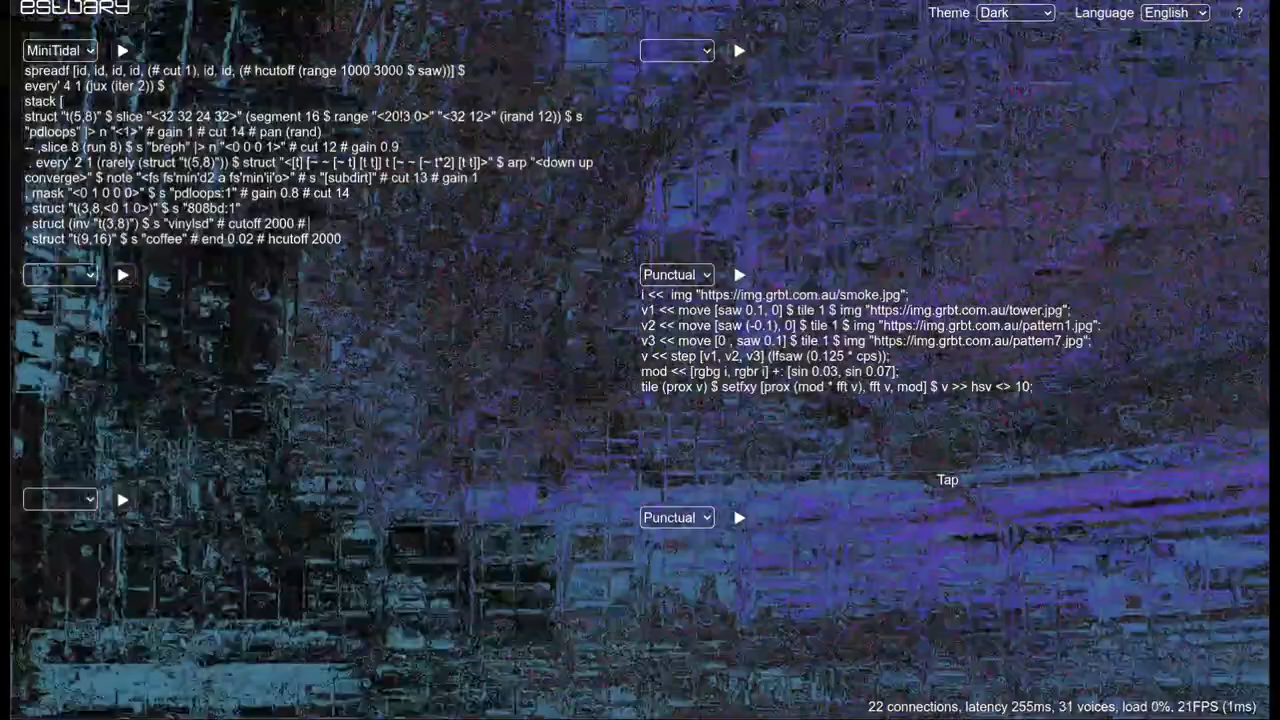 estuary
Theme Dark Language English ?
MiniTidal
spreadf [id, id, id, id, (# cut 1), id, id, (# hcutoff (range 1000 3000 $ saw))] $
every' 4 1 (jux (iter 2)) $
stack [
struct "t(5,8)" $ slice "<32 32 24 32>" (segment 16 $ range "<20!3 0>" "<32 12>" (irand 12)) $ s
"pdloops" |> n "<1>" # gain 1 # cut 14 # pan (rand)
-- ,slice 8 (run 8) $ s "breph" |> n "<0 0 0 1>" # cut 12 # gain 0.9
, every' 2 1 (rarely (struct "t(5,8)")) $ struct "<[t] [~ ~ [~ t] [t t]] t [~ ~ [~ t*2] [t t]]>" $ arp "<down up
converge>" $ note "<fs fs'min'd2 a fs'min'ii'o>" # s "[subdirt]" # cut 13 # gain 1
, mask "<0 1 0 0 0>" $ s "pdloops:1" # gain 0.8 # cut 14
, struct "t(3,8,<0 1 0>)" $ s "808bd:1"
, struct (inv "t(3,8)") $ s "vinylsd" # cutoff 2000 #
, struct "t(9,16)" $ s "coffee" # end 0.02 # hcutoff 2000
Punctual
i << img "https://img.grbt.com.au/smoke.jpg";
v1 << move [saw 0.1, 0] $ tile 1 $ img "https://img.grbt.com.au/tower.jpg";
v2 << move [saw (-0.1), 0] $ tile 1 $ img "https://img.grbt.com.au/pattern1.jpg";
v3 << move [0 , saw 0.1] $ tile 1 $ img "https://img.grbt.com.au/pattern7.jpg";
v << step [v1, v2, v3] (lfsaw (0.125 * cps));
mod << [rgbg i, rgbr i] +: [sin 0.03, sin 0.07];
tile (prox v) $ setfxy [prox (mod * fft v), fft v, mod] $ v >> hsv <> 10;
Tap
Punctual
22 connections, latency 255ms, 31 voices, load 0%, 21FPS (1ms)